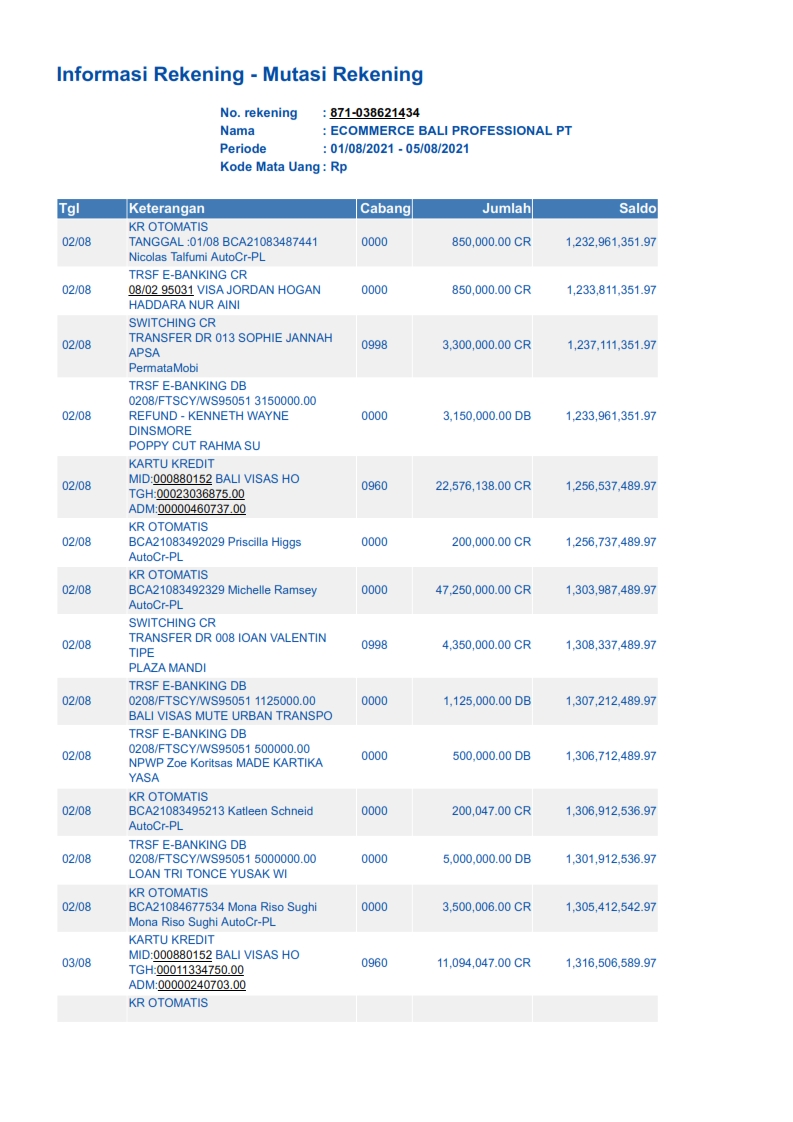 Informasi Rekening - Mutasi Rekening
No. rekening : 871-038621434
Nama : ECOMMERCE BALI PROFESSIONAL PT
Periode : 01/08/2021 - 05/08/2021
Kode Mata Uang : Rp
Tgl Keterangan Cabang Jumlah Saldo
KR OTOMATIS
02/08 TANGGAL :01/08 BCA21083487441 0000 850,000.00 CR 1,232,961,351.97
Nicolas Talfumi AutoCr-PL
TRSF E-BANKING CR
02/08 08/02 95031 VISA JORDAN HOGAN 0000 850,000.00 CR 1,233,811,351.97
HADDARA NUR AINI
SWITCHING CR
TRANSFER DR 013 SOPHIE JANNAH
02/08 APSA 0998 3,300,000.00 CR 1,237,111,351.97
PermataMobi
TRSF E-BANKING DB
0208/FTSCY/WS95051 3150000.00
02/08 REFUND - KENNETH WAYNE 0000 3,150,000.00 DB 1,233,961,351.97
DINSMORE
POPPY CUT RAHMA SU
KARTU KREDIT
MID:000880152 BALI VISAS HO
02/08 TGH:00023036875.00 0960 22,576,138.00 CR 1,256,537,489.97
ADM:00000460737.00
KR OTOMATIS
02/08 BCA21083492029 Priscilla Higgs 0000 200,000.00 CR 1,256,737,489.97
AutoCr-PL
KR OTOMATIS
02/08 BCA21083492329 Michelle Ramsey 0000 47,250,000.00 CR 1,303,987,489.97
AutoCr-PL
SWITCHING CR
TRANSFER DR 008 IOAN VALENTIN
02/08 TIPE 0998 4,350,000.00 CR 1,308,337,489.97
PLAZA MANDI
TRSF E-BANKING DB
02/08 0208/FTSCY/WS95051 1125000.00 0000 1,125,000.00 DB 1,307,212,489.97
BALI VISAS MUTE URBAN TRANSPO
TRSF E-BANKING DB
0208/FTSCY/WS95051 500000.00
02/08 NPWP Zoe Koritsas MADE KARTIKA 0000 500,000.00 DB 1,306,712,489.97
YASA
KR OTOMATIS
02/08 BCA21083495213 Katleen Schneid 0000 200,047.00 CR 1,306,912,536.97
AutoCr-PL
TRSF E-BANKING DB
02/08 0208/FTSCY/WS95051 5000000.00 0000 5,000,000.00 DB 1,301,912,536.97
LOAN TRI TONCE YUSAK WI
KR OTOMATIS
02/08 BCA21084677534 Mona Riso Sughi 0000 3,500,006.00 CR 1,305,412,542.97
Mona Riso Sughi AutoCr-PL
KARTU KREDIT
MID:000880152 BALI VISAS HO
03/08 TGH:00011334750.00 0960 11,094,047.00 CR 1,316,506,589.97
ADM:00000240703.00
KR OTOMATIS